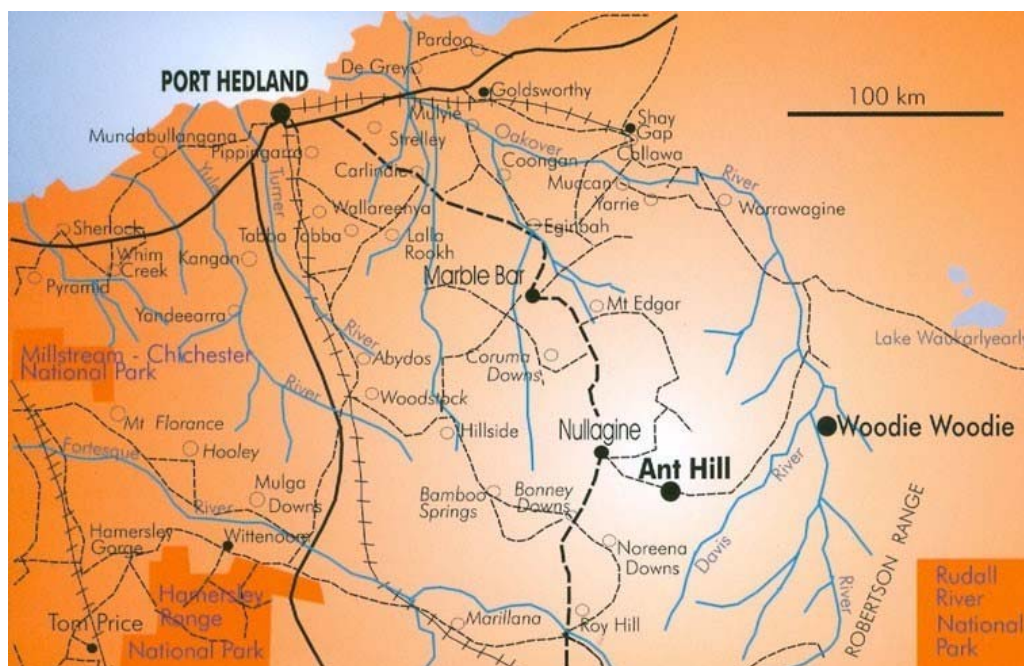 Pardoo
De Grey
PORT HEDLAND
Goldsworthy
100 km
Mulyie
Shay
Gap
Mundabullangana
Strelley
Oakover
Pippingarra
Coongan
Callawa
Carlindie
Muccan
River
Yule
Turner
Wallareenya
Yarrie
Warrawagine
Sherlock
Tabba Tabba
Lalla
Rookh
Eginbah
Whim
Creek
Kangan
Marble Bar
Pyramid
Mt Edgar
Yandeearra
River
Lake Waukarlyearly
Millstream - Chichester
National Park
Abydos
Coruma
Downs
River
Woodstock
Mt Florance
Hillside
Nullagine
Woodie Woodie
Fortesque
Hooley
Ant Hill
River
Mulga
Downs
Bamboo
Springs
Bonney
Downs
River
Hamersley
Gorge
Wittenoom
Noreena
Downs
Davis
ROBERTSON RANGE
Hamersley
Range
National Park
River
Rudall
River
National
Park
Tom Price
Marillana
Roy Hill